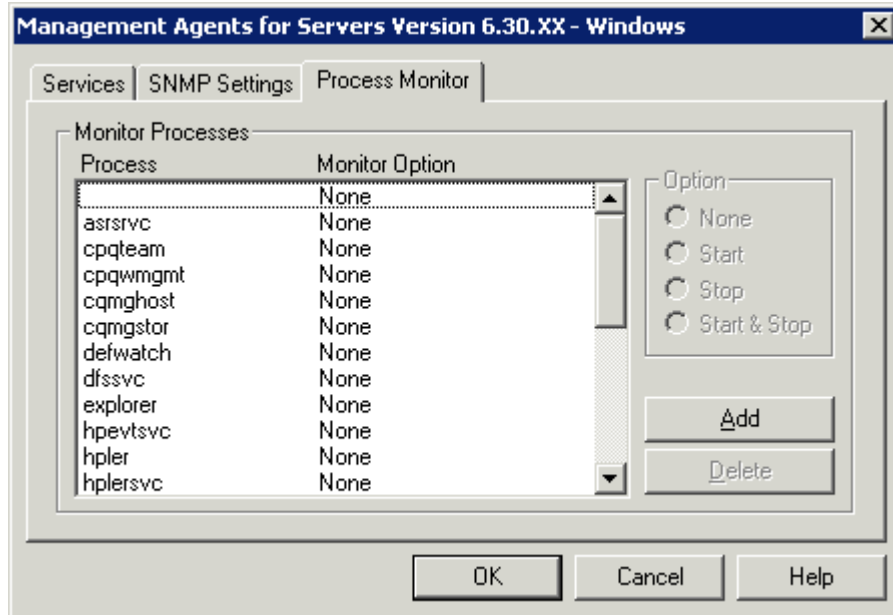 Management Agents for Servers Version 6.30.XX - Windows
Services SNMP Settings Process Monitor
Monitor Processes
Process Monitor Option
None
asrsrvc None
cpqteam None
cpqwmgmt None
cqmghost None
cqmgstor None
defwatch None
dfssvc None
explorer None
hpevtsvc None
hpler None
hplersvc None
Option
None
Start
Stop
Start & Stop
Add
Delete
OK Cancel Help